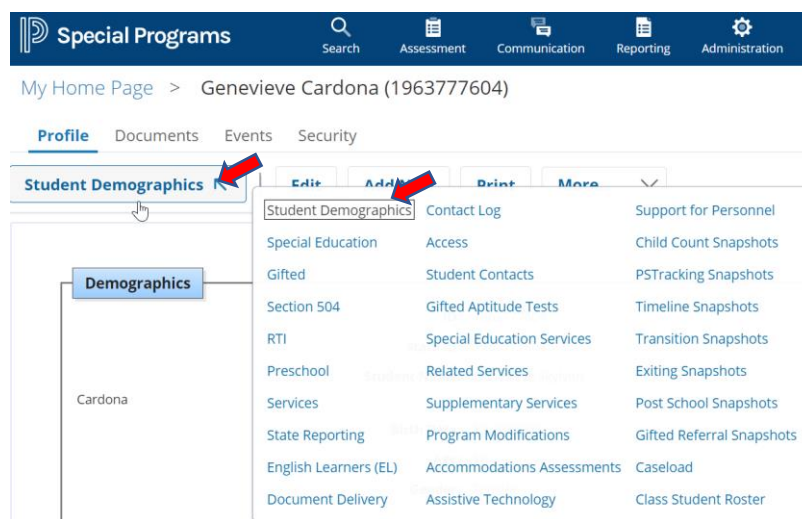 Special Programs
Search Assessment Communication Reporting Administration
My Home Page > Genevieve Cardona (1963777604)
Profile Documents Events Security
Student Demographics
Edit Print More
Student Demographics Contact Log Support for Personnel
Special Education Access Child Count Snapshots
Gifted Student Contacts PSTracking Snapshots
Section 504 Gifted Aptitude Tests Timeline Snapshots
RTI Special Education Services Transition Snapshots
Preschool Related Services Exiting Snapshots
Services Supplementary Services Post School Snapshots
State Reporting Program Modifications Gifted Referral Snapshots
English Learners (EL) Accommodations Assessments Caseload
Document Delivery Assistive Technology Class Student Roster
Demographics
Cardona